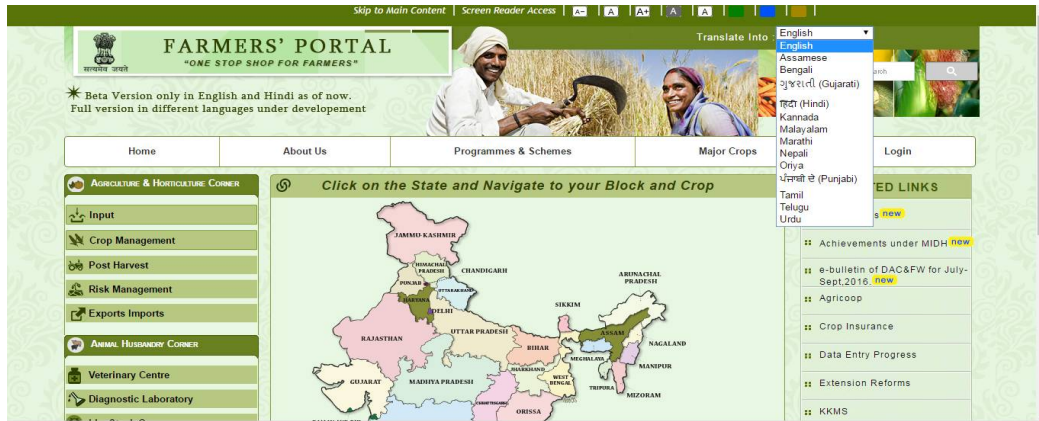 Skip to Main Content | Screen Reader Access | A- | A | A+ | A | A
Translate Into :
English
English
Assamese
Bengali
ગુજરાતી (Gujarati)
हिंदी (Hindi)
Kannada
Malayalam
Marathi
Nepali
Oriya
ਪੰਜਾਬੀ ਦੇ (Punjabi)
Tamil
Telugu
Urdu
सत्यमेव जयते
FARMERS' PORTAL
"ONE STOP SHOP FOR FARMERS"
Beta Version only in English and Hindi as of now.
Full version in different languages under developement
Home
About Us
Programmes & Schemes
Major Crops
Login
AGRICULTURE & HORTICULTURE CORNER
Input
Crop Management
Post Harvest
Risk Management
Exports Imports
ANIMAL HUSBANDRY CORNER
Veterinary Centre
Diagnostic Laboratory
Click on the State and Navigate to your Block and Crop
JAMMU-KASHMIR
HIMACHAL
PRADESH
CHANDIGARH
PUNJAB
UTTARAKHAND
HARYANA
DELHI
ARUNACHAL
PRADESH
SIKKIM
RAJASTHAN
UTTAR PRADESH
BIHAR
ASSAM
NAGALAND
MEGHALAYA
MANIPUR
JHARKHAND
WEST
BENGAL
TRIPURA
MIZORAM
GUJARAT
MADHYA PRADESH
CHHATTISGARH
ORISSA
LINKS
new
Achievements under MIDH new
e-bulletin of DAC&FW for July-
Sept,2016. new
Agricoop
Crop Insurance
Data Entry Progress
Extension Reforms
KKMS